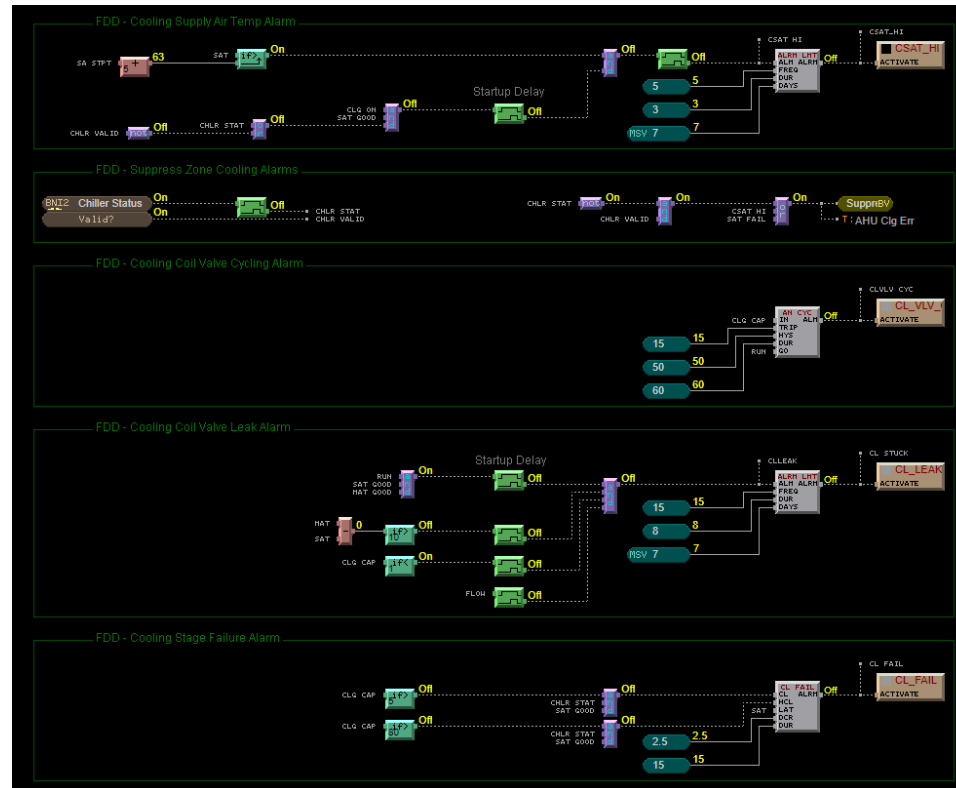 FDD - Cooling Supply Air Temp Alarm
CSAT_HI
SAT
On
Off
Off
CSAT HI
CSAT_HI
SA STPT
5
+
63
if>
ALRM LMT
ALM ALRM
Off
ACTIVATE
FREQ
DUR
DAYS
5
5
Startup Delay
3
3
CLG ON
SAT GOOD
Off
Off
MSV 7
7
CHLR VALID
not
Off
CHLR STAT
Off
FDD - Suppress Zone Cooling Alarms
BNI2 Chiller Status
On
Off
Valid?
On
CHLR STAT
CHLR VALID
CHLR STAT
not
On
On
On
CHLR VALID
CSAT HI
SAT FAIL
BV
T: AHU Clg Err
FDD - Cooling Coil Valve Cycling Alarm
CLVLV CYC
AN CYC
CLG CAP
IN ALM
Off
ACTIVATE
TRIP
HYS
DUR
RUN
GO
15
15
50
50
60
60
FDD - Cooling Coil Valve Leak Alarm
CL STUCK
Startup Delay
CLLEAK
RUN
SAT GOOD
MAT GOOD
On
Off
Off
ALRM LMT
ALM ALRM
Off
CL_LEAK
ACTIVATE
FREQ
DUR
DAYS
15
15
MAT
SAT
-
0
if>
10
Off
Off
8
8
CLG CAP
if<
1
On
Off
MSV 7
7
FLOW
Off
FDD - Cooling Stage Failure Alarm
CL FAIL
CLG CAP
if>
5
Off
CHLR STAT
SAT GOOD
Off
CL FAIL
CL ALRM
Off
CL_FAIL
ACTIVATE
HCL
SAT
LAT
DCR
DUR
CLG CAP
if>
80
Off
CHLR STAT
SAT GOOD
Off
2.5
2.5
15
15